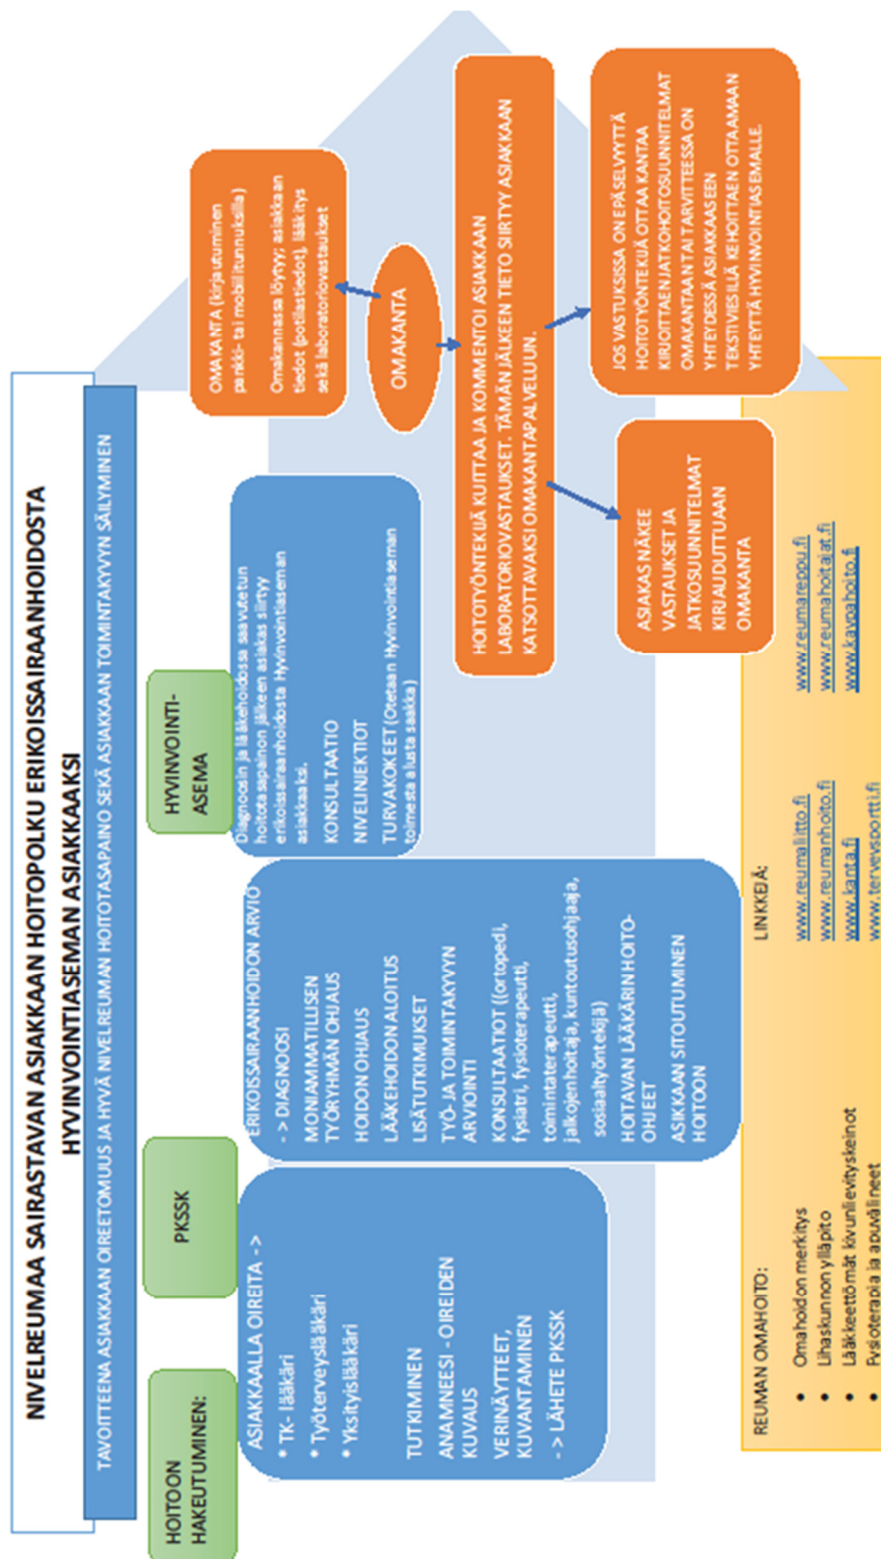 NIVELREUMAA SAIRASTAVAN ASIAKKAAN HOITOPOLKU ERIKOISSAIRAANHOIDOSTA
HYVINVOINTIASEMAN ASIAKKAAKSI
TAVOITTEENA ASIAKKAAN OIREETOMUUS JA HYVÄ NIVELREUMAN HOITOTASAPAINO SEKÄ ASIAKKAAN TOIMINTAKYVYN SÄILYMINEN
HOITOON
HAKEUTUMINEN:
PKSSK
HYVINVOINTI-
ASEMA
ASIAKKAALLA OIREITA - >
* TK- lääkäri
* Työterveyslääkäri
* Yksityislääkäri
TUTKIMINEN
ANAMNEESI - OIREIDEN
KUVAUS
VERINÄYTTEET,
KUVANTAMINEN
- > LÄHETE PKSSK
ERIKOISSAIRAANHOIDON ARVIO
- > DIAGNOOSI
MONIAMMATILLISEN
TYÖRYHMÄN OHJAUS
HOIDON OHJAUS
LÄÄKEHOIDON ALOITUS
LISÄTUTKIMUKSET
TYÖ- JA TOIMINTAKYVYN
ARVIOINTI
KONSULTAATIOT ((ortopedi,
fysiatri, fysioterapeutti,
toimintaterapeutti,
jalkojenhoitaja, kuntoutusohjaaja,
sosiaalityöntekijä)
HOITAVAN LÄÄKÄRIN HOITO-
OHJEET
ASIKKAAN SITOUTUMINEN
HOITOON
Diagnoosin ja lääkehoidossa saavutetun
hoitotasapainon jälkeen asiakas siirtyy
erikoissairaanhoidosta Hyvinvointiaseman
asiakkaaksi.
KONSULTAATIO
NIVELINJEKTIOT
TURVAKOKEET (Otetaan Hyvinvointiaseman
toimesta alusta saakka)
OMAKANTA (kirjautuminen
pankki- tai mobiilitunnuksilla)
Omakannassa löytyy; asiakkaan
tiedot (potilastiedot), lääkitys
sekä laboratoriovastaukset
OMAKANTA
HOITOTYÖNTEKIJÄ KUITTAA JA KOMMENTOI ASIAKKAAN
LABORATORIOVASTAUKSET. TÄMÄN JÄLKEEN TIETO SIIRTYY ASIAKKAAN
KATSOTTAVAKSI OMAKANTAPALVELUUN.
ASIAKAS NÄKEE
VASTAUKSET JA
JATKOSUUNNITELMAT
KIRJAUDUTTUAAN
OMAKANTA
JOS VASTUKSISSA ON EPÄSELVYYTTÄ
HOITOTYÖNTEKIJÄ OTTAA KANTAA
KIRJOITTAEN JATKOHOITOSUUNNITELMAT
OMAKANTAAN TAI TARVITTEESSA ON
YHTEYDESSÄ ASIAKKAASEEN
TEKSTIVIESILLÄ KEHOITTAEN OTTAAMAAN
YHTEYTTÄ HYVINVOINTIASEMALLE.
REUMAN OMAHOITO:
• Omahoidon merkitys
• Lihaskunnon ylläpito
• Lääkkeettömät kivunlievityskeinot
• Fysioterapia ja apuvälineet
LINKKEJÄ:
www.reumaliitto.fi
www.reumanhoito.fi
www.kanta.fi
www.terveysportti.fi
www.reumareppu.fi
www.reumahoitajat.fi
www.kaypahoito.fi